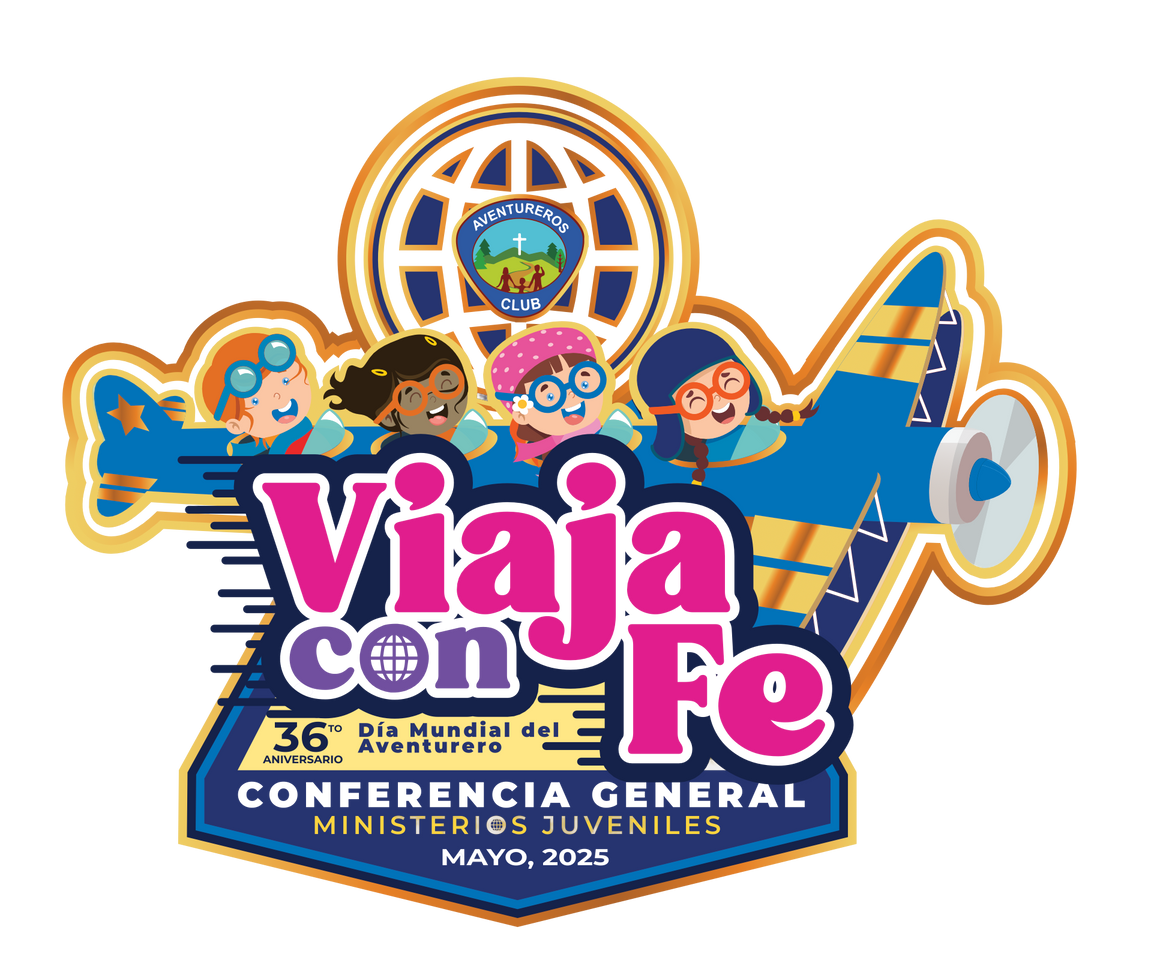 AVENTUREROS
CLUB
Viaja
con
Fe
36TO
ANIVERSARIO
Día Mundial del
Aventurero
CONFERENCIA GENERAL
MINISTERIOS JUVENILES
MAYO, 2025